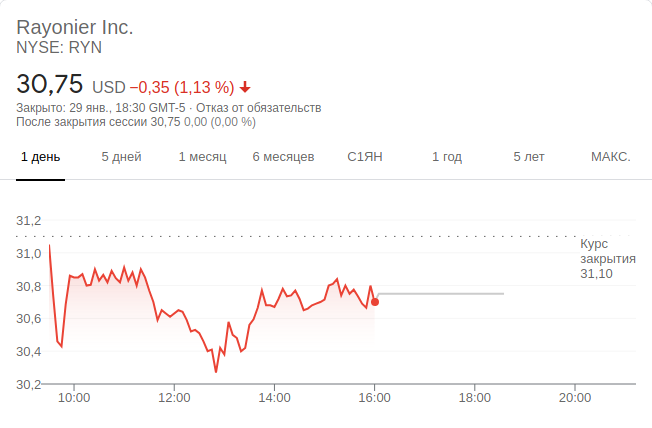 Rayonier Inc.
NYSE: RYN
30,75 USD −0,35 (1,13 %)
Закрыто: 29 янв., 18:30 GMT-5 · Отказ от обязательств
После закрытия сессии 30,75 0,00 (0,00 %)
1 день 5 дней 1 месяц 6 месяцев С1ЯН 1 год 5 лет МАКС.
31,2
Курс
закрытия
31,10
31,0
30,8
30,6
30,4
30,2
10:00 12:00 14:00 16:00 18:00 20:00